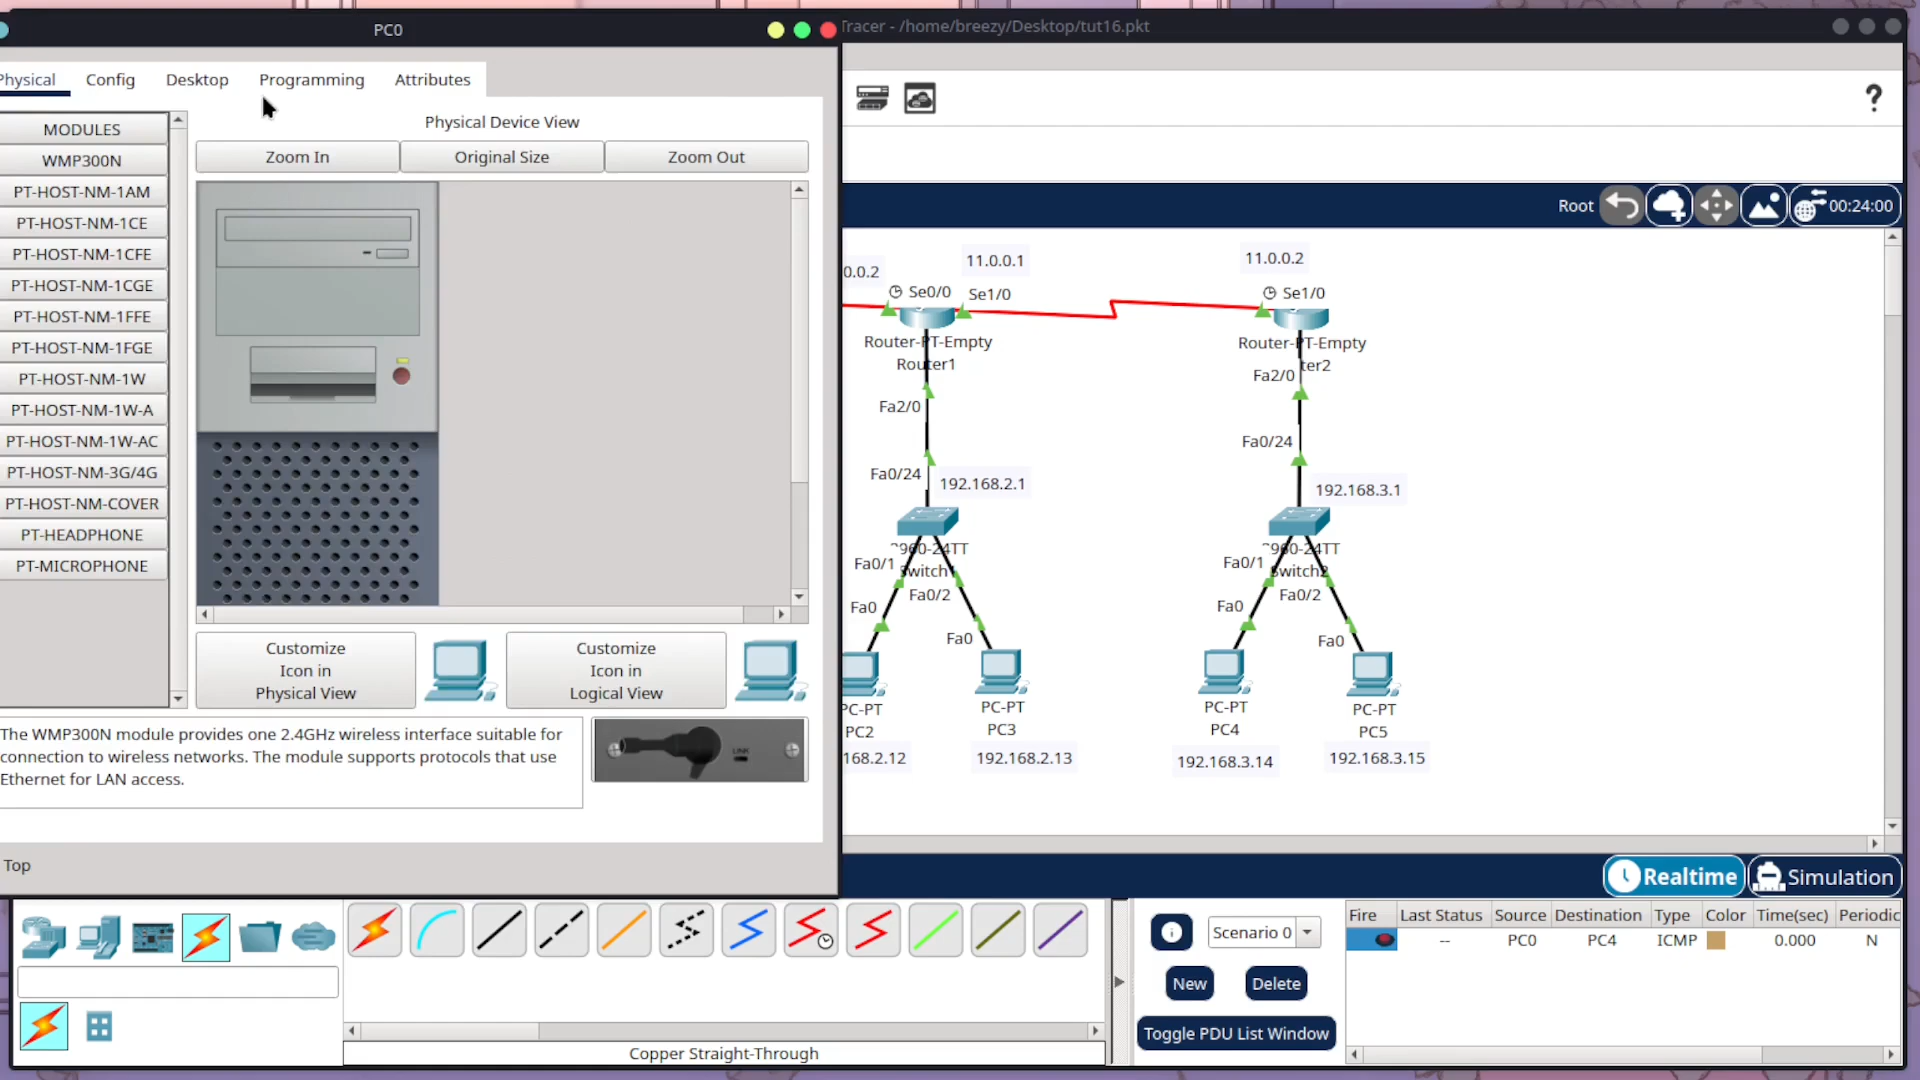 PC0
Tracer - /home/breezy/Desktop/tut16.pkt
Physical
Config
Desktop
Programming
Attributes
MODULES
WMP300N
PT-HOST-NM-1AM
PT-HOST-NM-1CE
PT-HOST-NM-1CFE
PT-HOST-NM-1CGE
PT-HOST-NM-1FFE
PT-HOST-NM-1FGE
PT-HOST-NM-1W
PT-HOST-NM-1W-A
PT-HOST-NM-1W-AC
PT-HOST-NM-3G/4G
PT-HOST-NM-COVER
PT-HEADPHONE
PT-MICROPHONE
Physical Device View
Zoom In
Original Size
Zoom Out
Customize
Icon in
Physical View
Customize
Icon in
Logical View
The WMP300N module provides one 2.4GHz wireless interface suitable for
connection to wireless networks. The module supports protocols that use
Ethernet for LAN access.
LINK
Top
?
Root
00:24:00
0.0.2
11.0.0.1
11.0.0.2
Se0/0
Se1/0
Se1/0
Router-PT-Empty
Router1
Router-PT-Empty
ter2
Fa2/0
Fa2/0
Fa0/24
Fa0/24
192.168.2.1
192.168.3.1
2960-24TT
Switch1
2960-24TT
Switch2
Fa0/1
Fa0/2
Fa0/1
Fa0/2
Fa0
Fa0
Fa0
Fa0
PC-PT
PC2
PC-PT
PC3
PC-PT
PC4
PC-PT
PC5
168.2.12
192.168.2.13
192.168.3.14
192.168.3.15
Realtime
Simulation
Scenario 0
New
Delete
Toggle PDU List Window
Fire Last Status Source Destination Type Color Time(sec) Periodic
-- PC0 PC4 ICMP 0.000 N
Copper Straight-Through